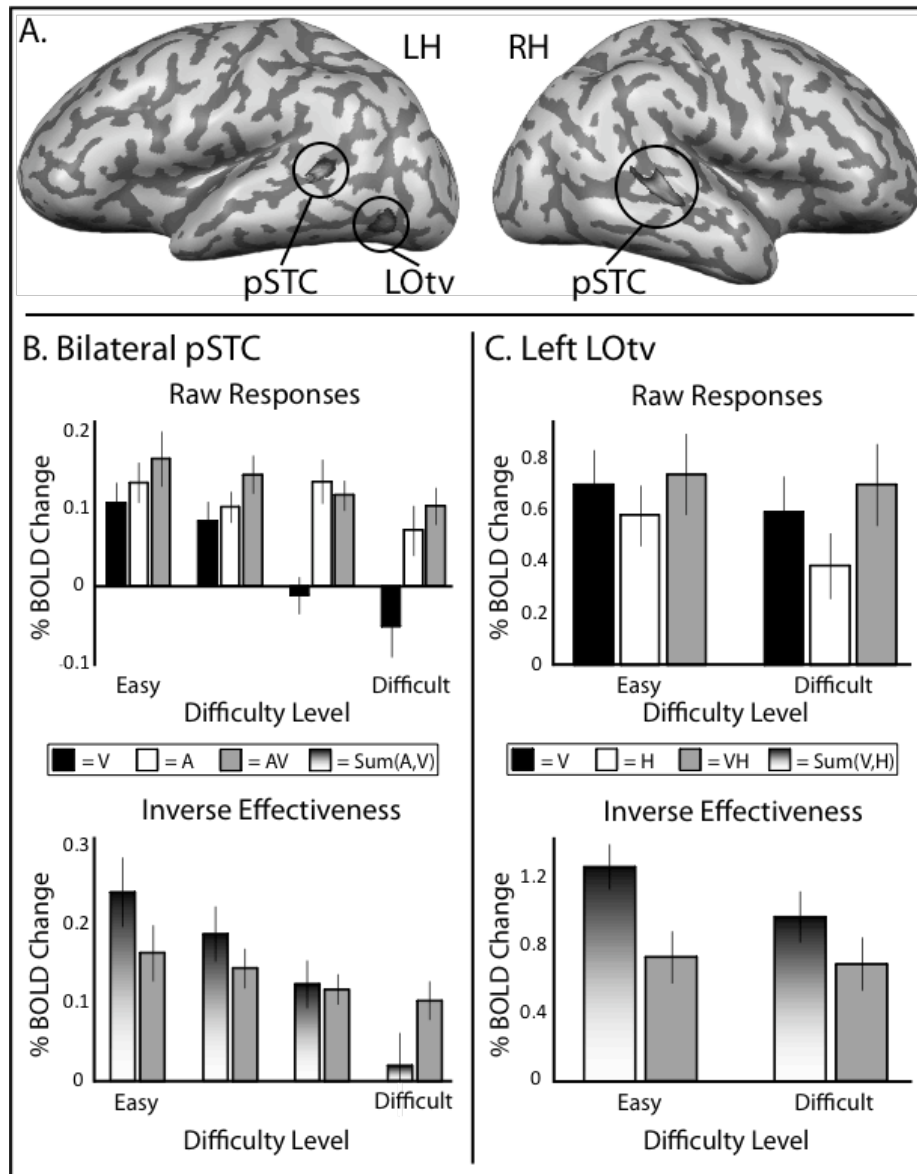 A.
LH RH
pSTC LOtv pSTC
B. Bilateral pSTC
Raw Responses
0.2
0.1
0
-0.1
% BOLD Change
Easy Difficult
Difficulty Level
= V = A = AV = Sum(A,V)
Inverse Effectiveness
0.3
0.2
0.1
0
% BOLD Change
Easy Difficult
Difficulty Level
C. Left LOtv
Raw Responses
0.8
0.6
0.4
0.2
0
% BOLD Change
Easy Difficult
Difficulty Level
= V = H = VH = Sum(V,H)
Inverse Effectiveness
1.2
0.8
0.4
0
% BOLD Change
Easy Difficult
Difficulty Level